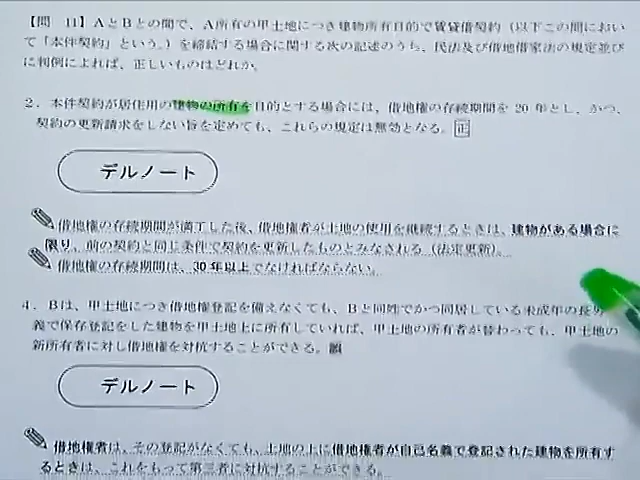 【問 11】AとBとの間で、A所有の甲土地につき建物所有目的で賃貸借契約（以下この間におい
て「本件契約」という。）を締結する場合に関する次の記述のうち、民法及び借地借家法の規定並び
に判例によれば、正しいものはどれか。
2．本件契約が居住用の建物の所有を目的とする場合には、借地権の存続期間を 20 年とし、かつ、
契約の更新請求をしない旨を定めても、これらの規定は無効となる。正
デルノート
借地権の存続期間が満了した後、借地権者が土地の使用を継続するときは、建物がある場合に
限り、前の契約と同じ条件で契約を更新したものとみなされる（法定更新）。
借地権の存続期間は、30 年以上でなければならない。
4．Bは、甲土地につき借地権登記を備えなくても、Bと同姓でかつ同居している未成年の長男
義で保存登記をした建物を甲土地上に所有していれば、甲土地の所有者が替わっても、甲土地の
新所有者に対し借地権を対抗することができる。誤
デルノート
借地権者は、その登記がなくても、土地の上に借地権者が自己名義で登記された建物を所有す
るときは、これをもって第三者に対抗することができる。